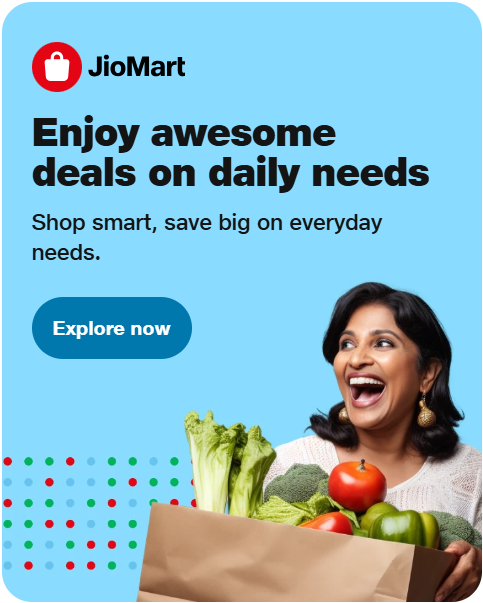 JioMart
Enjoy awesome
deals on daily needs
Shop smart, save big on everyday
needs.
Explore now